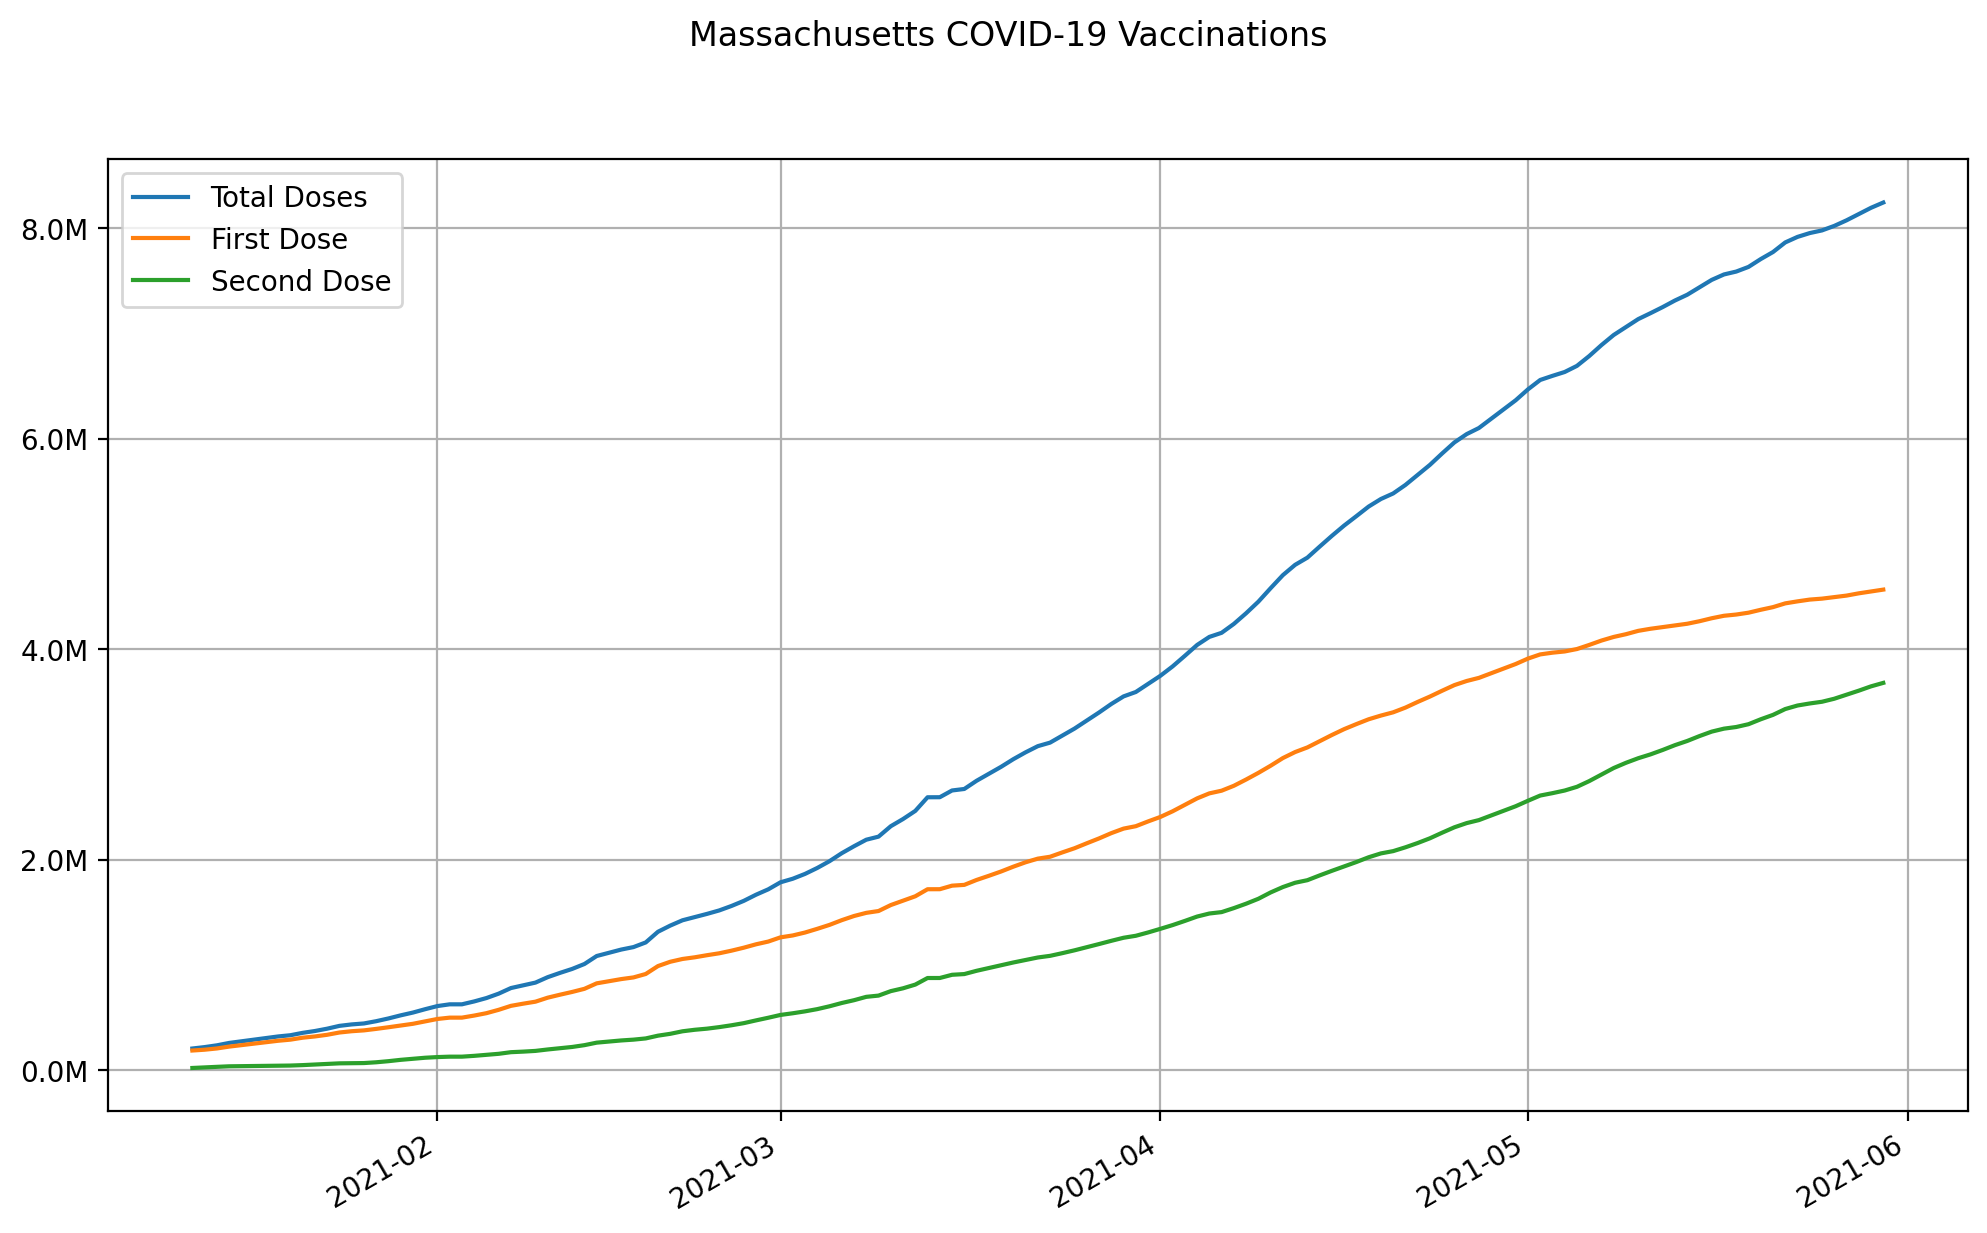 Massachusetts COVID-19 Vaccinations
Total Doses
First Dose
Second Dose
8.0M
6.0M
4.0M
2.0M
0.0M
2021-02
2021-03
2021-04
2021-05
2021-06